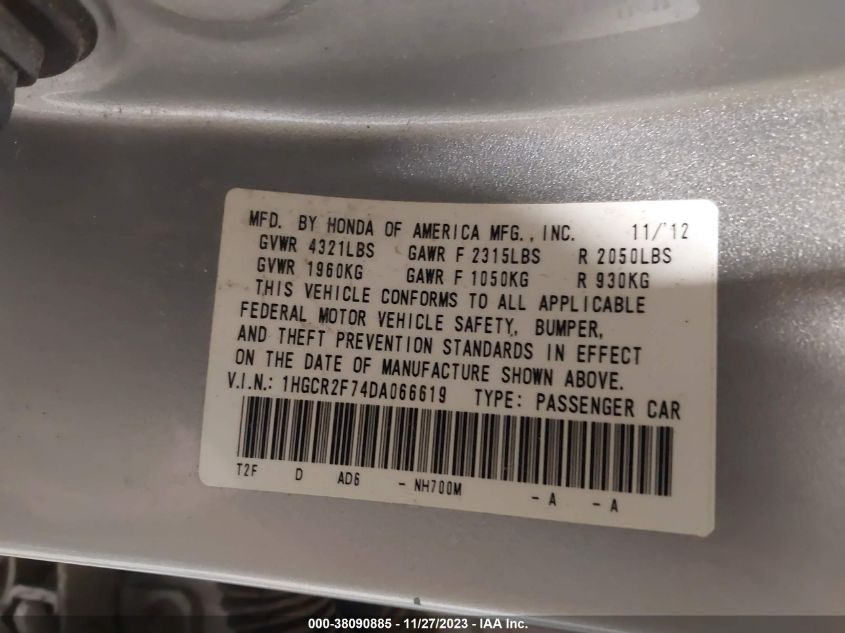 MFD. BY HONDA OF AMERICA MFG., INC. 11/'12
GVWR 4321LBS GAWR F 2315LBS R 2050LBS
GVWR 1960KG GAWR F 1050KG R 930KG
THIS VEHICLE CONFORMS TO ALL APPLICABLE
FEDERAL MOTOR VEHICLE SAFETY, BUMPER,
AND THEFT PREVENTION STANDARDS IN EFFECT
ON THE DATE OF MANUFACTURE SHOWN ABOVE.
V.I.N.: 1HGCR2F74DA066619 TYPE: PASSENGER CAR
T2F D AD6 - NH700M - A - A
000-38090885 - 11/27/2023 - IAA Inc.